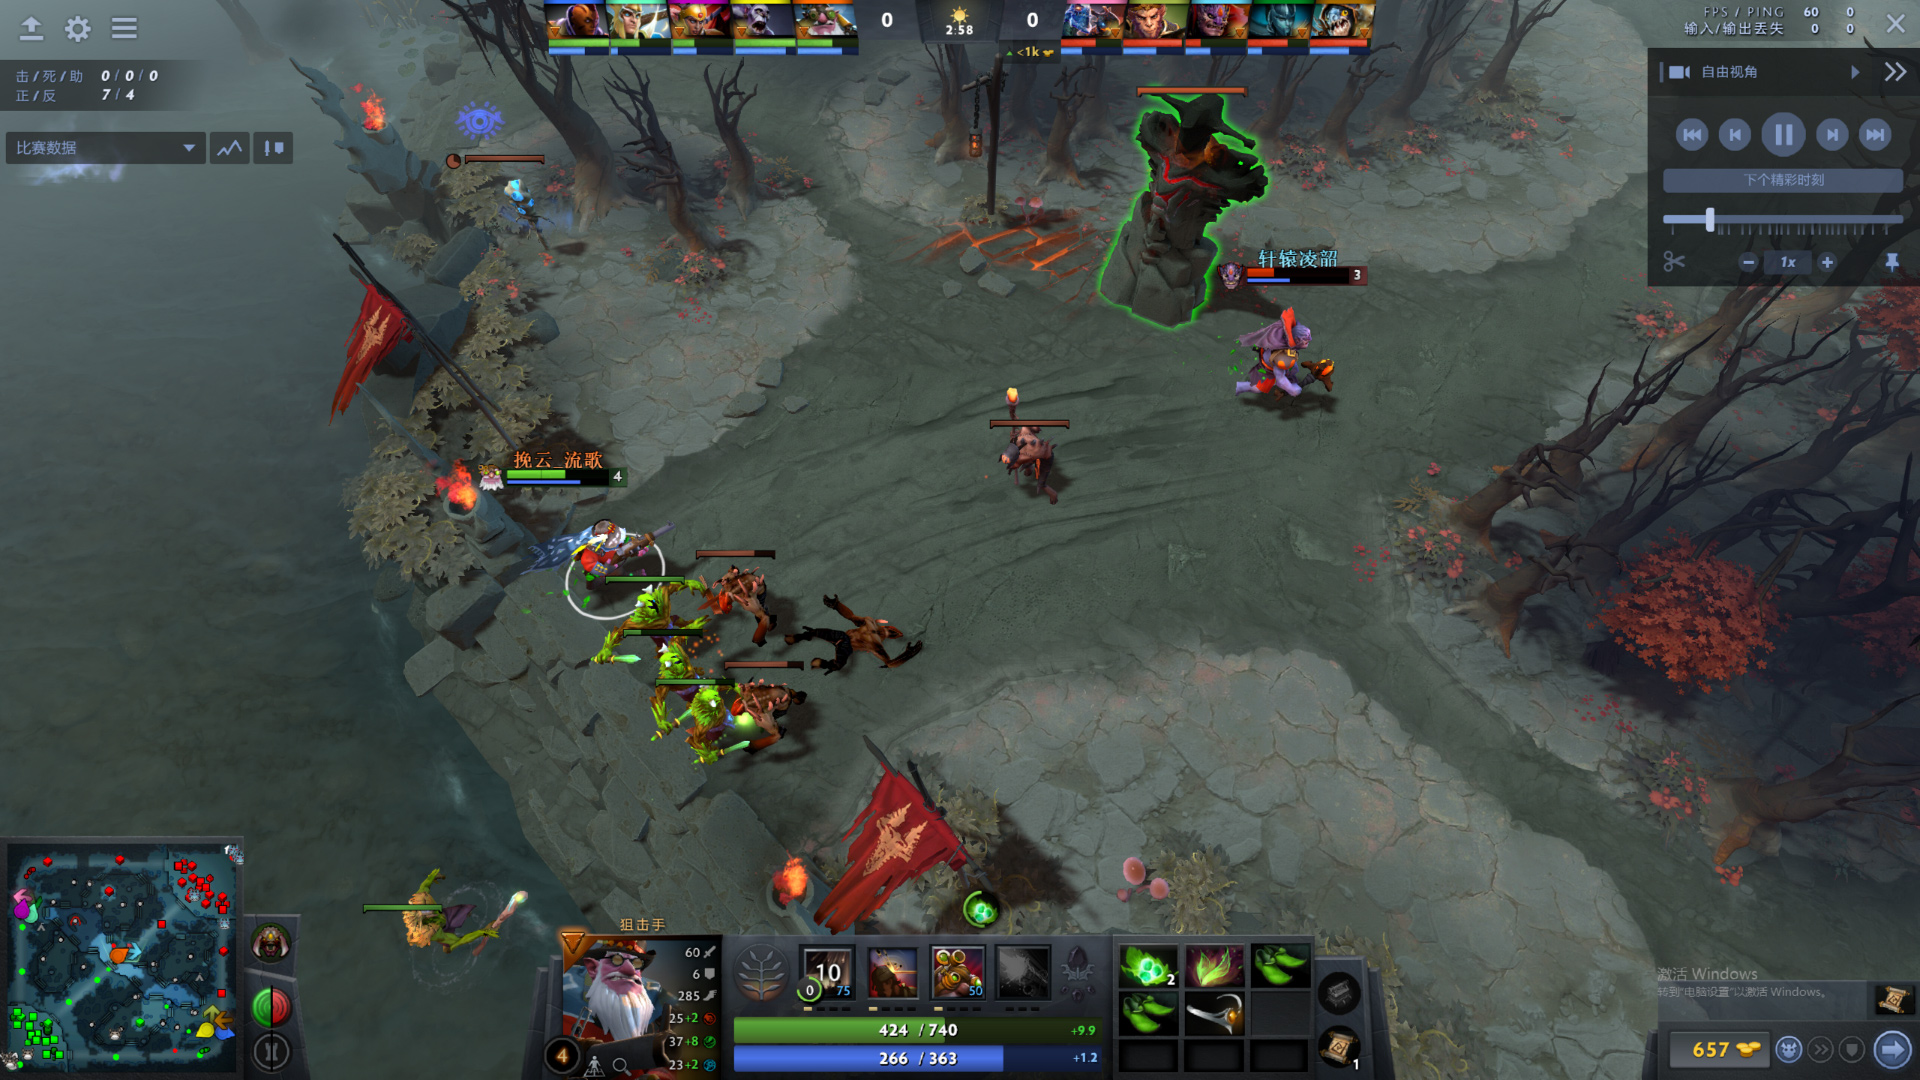 击/死/助 0/0/0
正/反 7/4
比赛数据
0
2:58
0
<1k
FPS / PING 60 0
输入/输出丢失 0 0
自由视角
下个精彩时刻
1x
轩辕凌韶
3
挽云_流歌
4
狙击手
60
6
285
25+2
37+8
23+2
4
10
0
75
50
424 / 740
+9.9
266 / 363
+1.2
2
1
激活 Windows
转到"电脑设置"以激活 Windows。
657